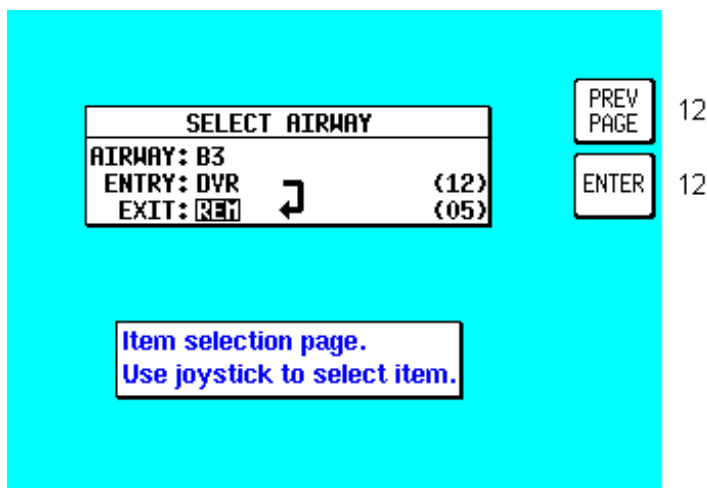 SELECT AIRWAY
AIRWAY: B3
ENTRY: DVR (12)
EXIT: REM (05)
PREV
PAGE
12
ENTER
12
Item selection page.
Use joystick to select item.